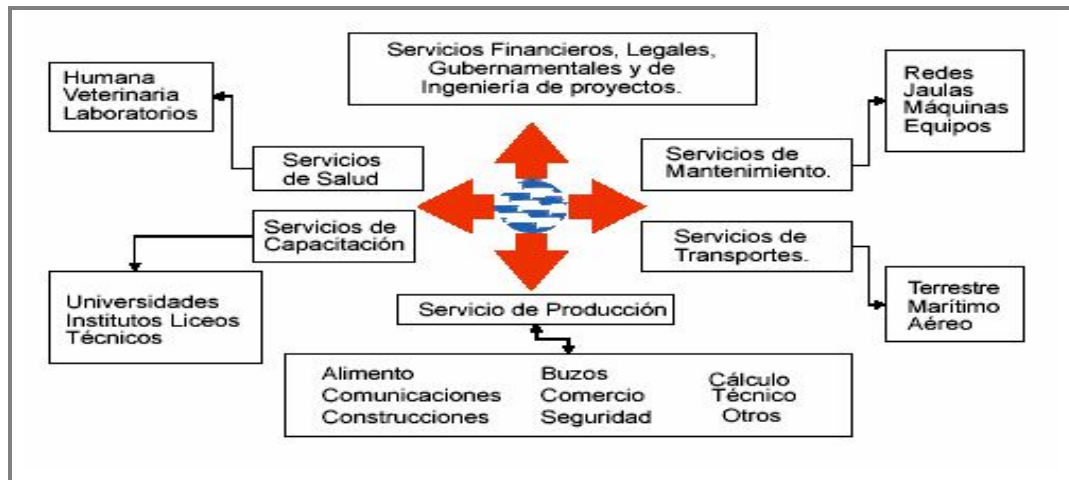 Servicios Financieros, Legales,
Gubernamentales y de
Ingeniería de proyectos.
Humana
Veterinaria
Laboratorios
Redes
Jaulas
Máquinas
Equipos
Servicios
de Salud
Servicios de
Mantenimiento.
Servicios de
Capacitación
Servicios de
Transportes.
Universidades
Institutos Liceos
Técnicos
Terrestre
Marítimo
Aéreo
Servicio de Producción
Alimento
Comunicaciones
Construcciones
Buzos
Comercio
Seguridad
Cálculo
Técnico
Otros